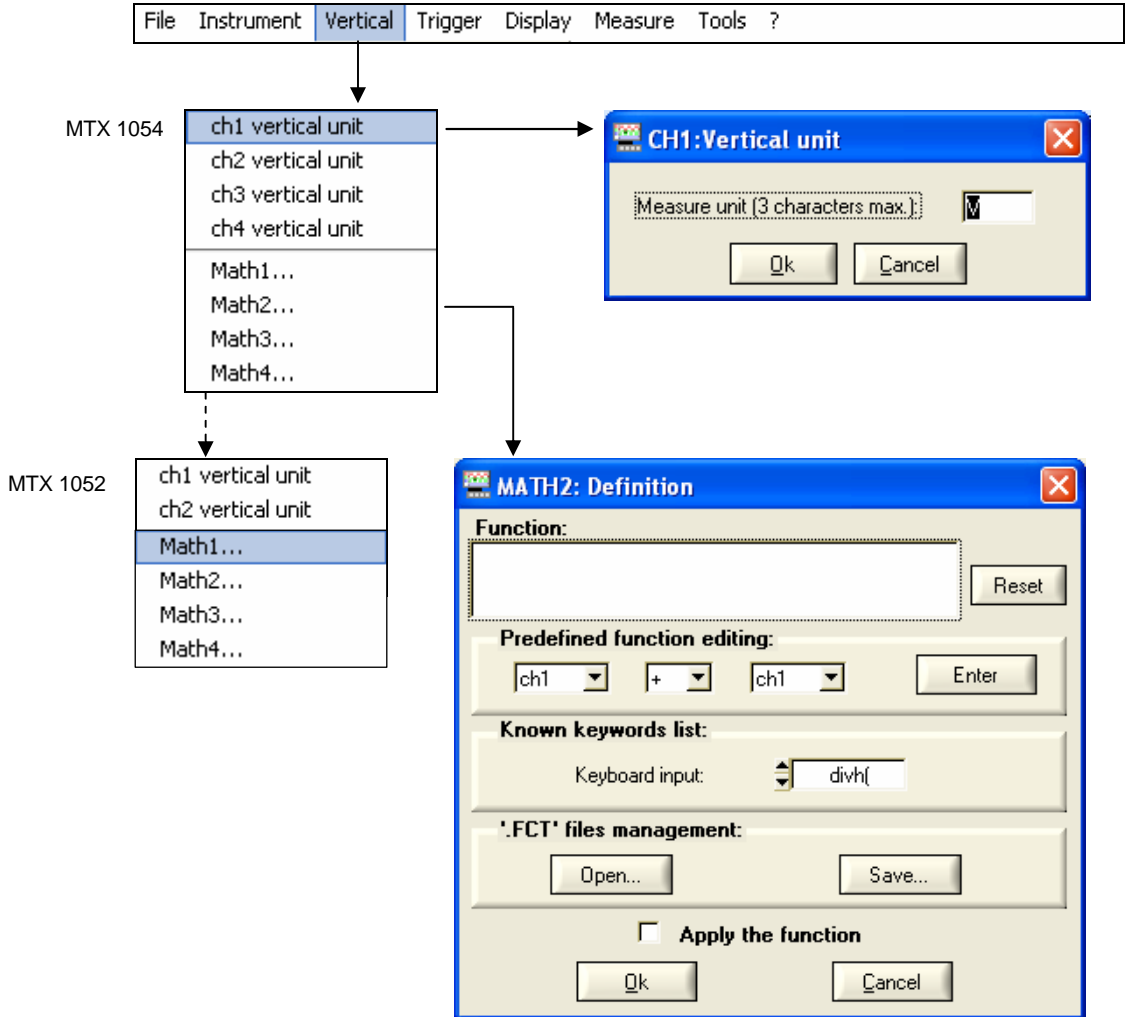 File Instrument Vertical Trigger Display Measure Tools ?
MTX 1054
ch1 vertical unit
ch2 vertical unit
ch3 vertical unit
ch4 vertical unit
Math1...
Math2...
Math3...
Math4...
CH1:Vertical unit
Measure unit (3 characters max.): V
Ok Cancel
MTX 1052
ch1 vertical unit
ch2 vertical unit
Math1...
Math2...
Math3...
Math4...
MATH2: Definition
Function:
Reset
Predefined function editing:
ch1 + ch1 Enter
Known keywords list:
Keyboard input: divh(
'.FCT' files management:
Open... Save...
Apply the function
Ok Cancel